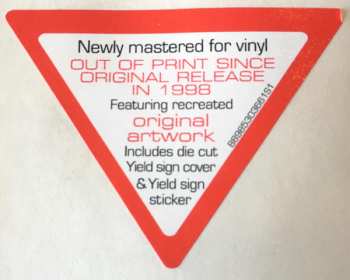 Newly mastered for vinyl
OUT OF PRINT SINCE
ORIGINAL RELEASE
IN 1998
Featuring recreated
original
artwork
Includes die cut
Yield sign cover
& Yield sign
sticker
88985303661S1